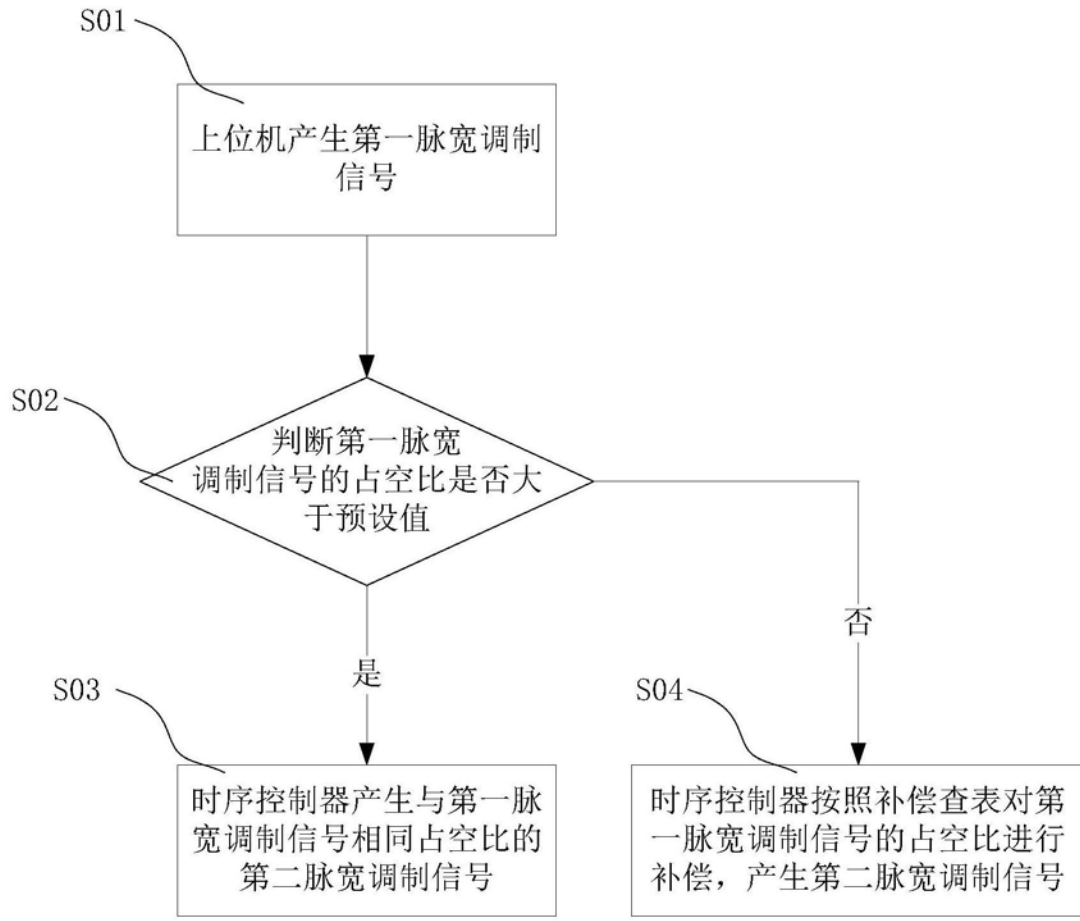 S01
上位机产生第一脉宽调制
信号
S02
判断第一脉宽
调制信号的占空比是否大
于预设值
否
是
S03
S04
时序控制器产生与第一脉
宽调制信号相同占空比的
第二脉宽调制信号
时序控制器按照补偿查表对第
一脉宽调制信号的占空比进行
补偿，产生第二脉宽调制信号